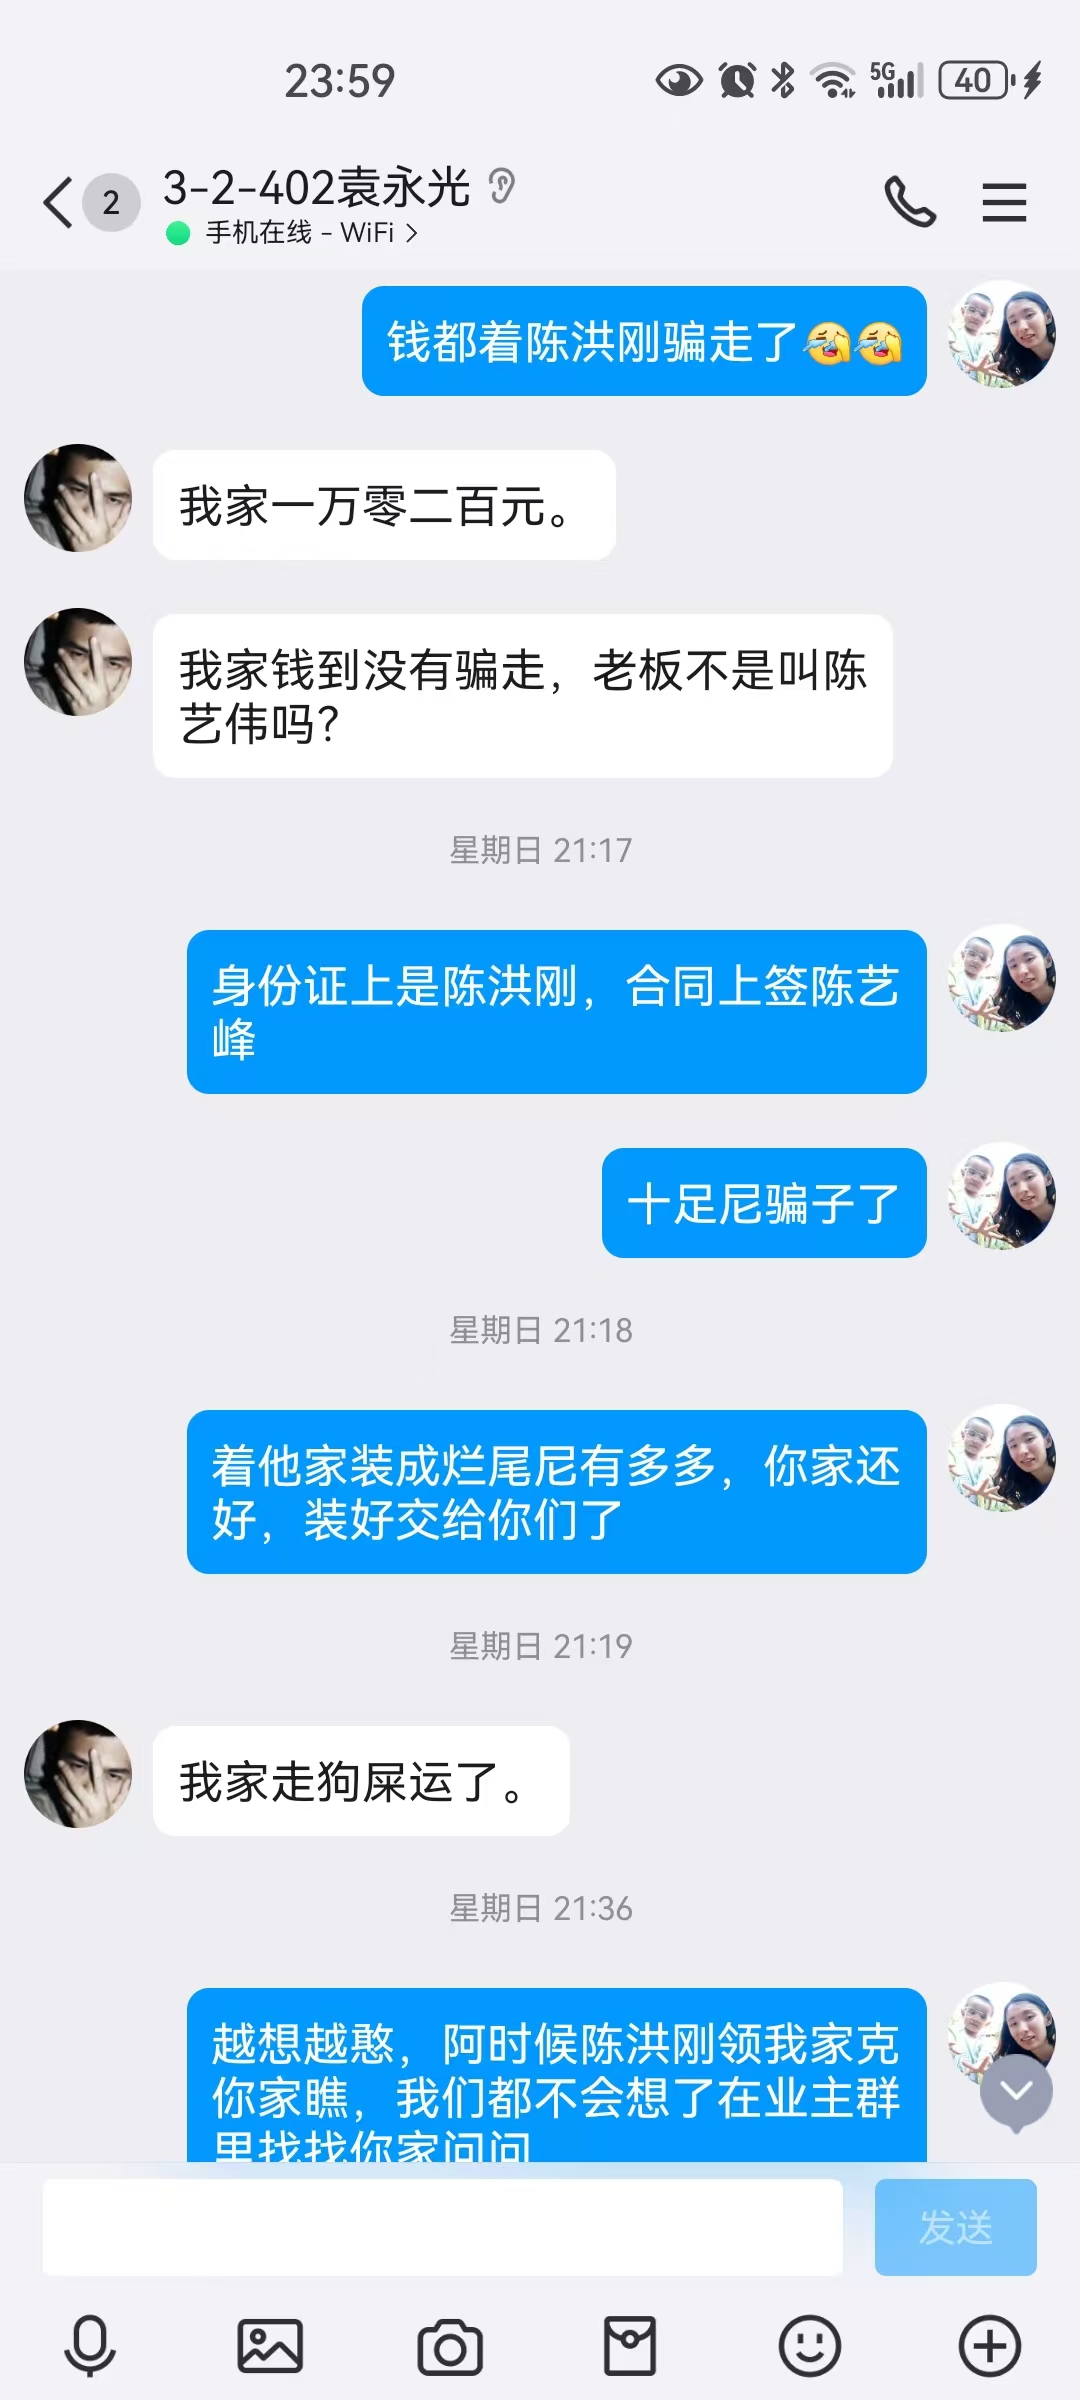 23:59
5G
40
2
3-2-402袁永光
手机在线 - WiFi
钱都着陈洪刚骗走了
我家一万零二百元。
我家钱到没有骗走，老板不是叫陈
艺伟吗？
星期日 21:17
身份证上是陈洪刚，合同上签陈艺
峰
十足尼骗子了
星期日 21:18
着他家装成烂尾尼有多多，你家还
好，装好交给你们了
星期日 21:19
我家走狗屎运了。
星期日 21:36
越想越憨，阿时候陈洪刚领我家克
你家瞧，我们都不会想了在业主群
里找找你家问问
发送